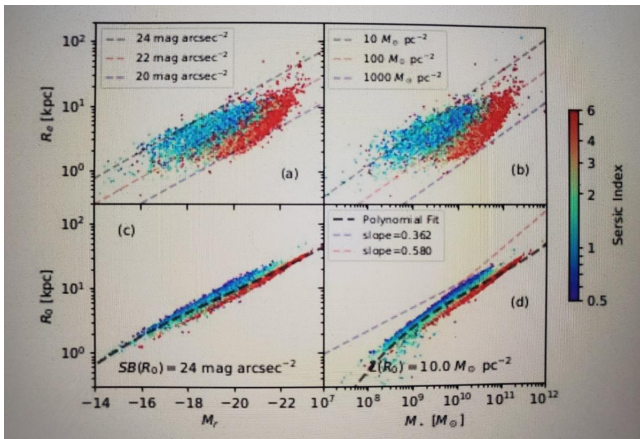 10²
10¹
10⁰
Rₑ [kpc]
24 mag arcsec⁻²
22 mag arcsec⁻²
20 mag arcsec⁻²
(a)
10 M⊙ pc⁻²
100 M⊙ pc⁻²
1000 M⊙ pc⁻²
(b)
10²
10¹
10⁰
R₀ [kpc]
(c)
SB(R₀) = 24 mag arcsec⁻²
Polynomial Fit
slope=0.362
slope=0.580
(d)
Σ(R₀) = 10.0 M⊙ pc⁻²
−14 −16 −18 −20 −22
Mᵣ
10⁷ 10⁸ 10⁹ 10¹⁰ 10¹¹ 10¹²
M⋆ [M⊙]
6
5
4
3
2
1
0.5
Sersic Index